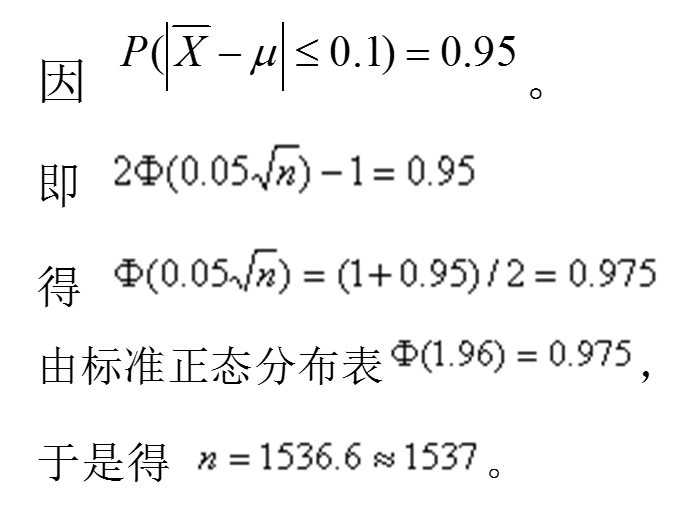 因 P(|X̄ − μ| ≤ 0.1) = 0.95 。
即 2Φ(0.05√n) − 1 = 0.95
得 Φ(0.05√n) = (1+0.95)/2 = 0.975
由标准正态分布表 Φ(1.96) = 0.975 ，
于是得 n = 1536.6 ≈ 1537 。